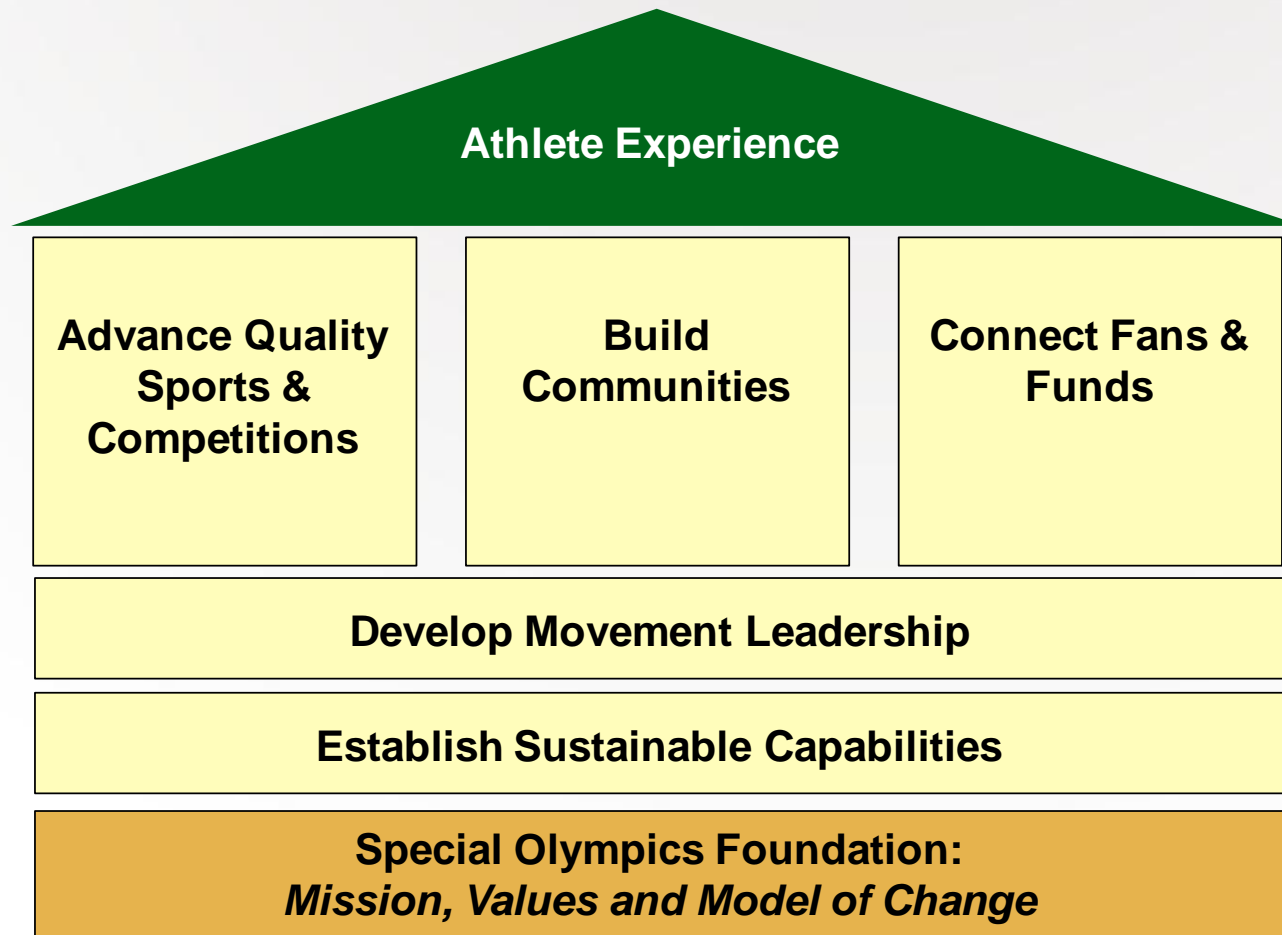 Athlete Experience
Advance Quality
Sports &
Competitions
Build
Communities
Connect Fans &
Funds
Develop Movement Leadership
Establish Sustainable Capabilities
Special Olympics Foundation:
Mission, Values and Model of Change